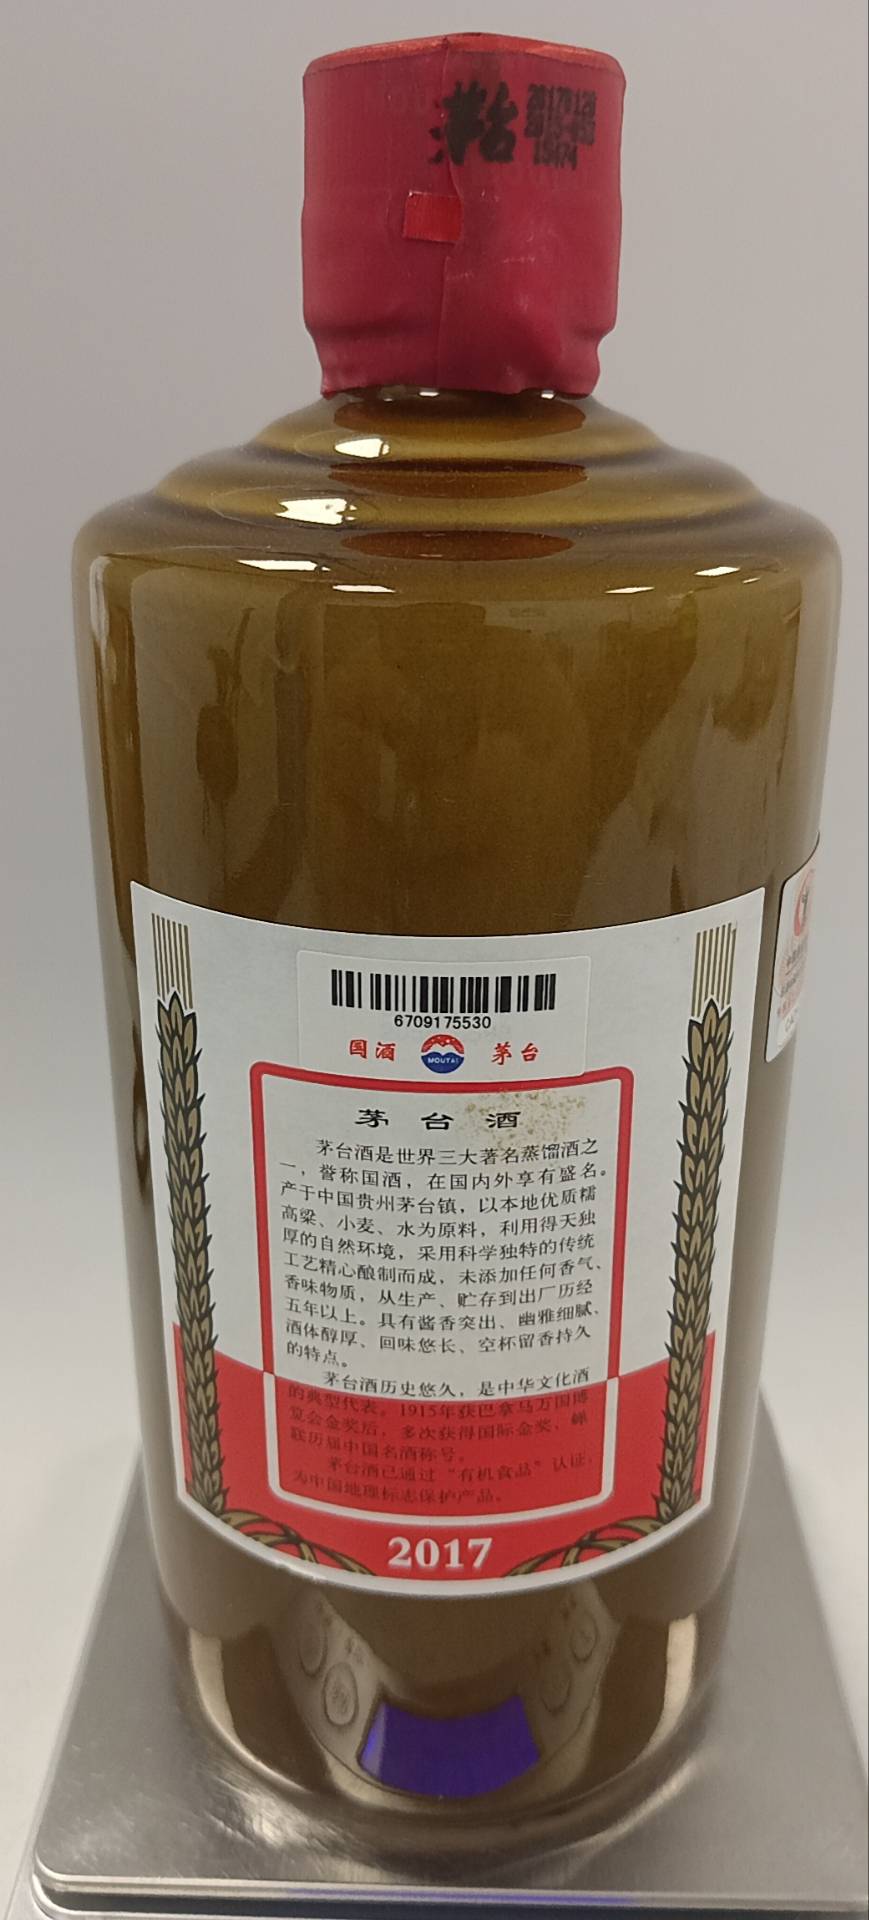 茅台
6709175530
国酒 MOUTAI 茅台
茅台酒
茅台酒是世界三大著名蒸馏酒之
一，誉称国酒，在国内外享有盛名。
产于中国贵州茅台镇，以本地优质糯
高粱、小麦、水为原料，利用得天独
厚的自然环境，采用科学独特的传统
工艺精心酿制而成，未添加任何香气、
香味物质，从生产、贮存到出厂历经
五年以上。具有酱香突出、幽雅细腻、
酒体醇厚、回味悠长、空杯留香持久
的特点。
茅台酒历史悠久，是中华文化酒
的典型代表。1915年获巴拿马万国博
览会金奖后，多次获得国际金奖，蝉
联历届中国名酒称号。
茅台酒已通过“有机食品”认证，
为中国地理标志保护产品。
2017